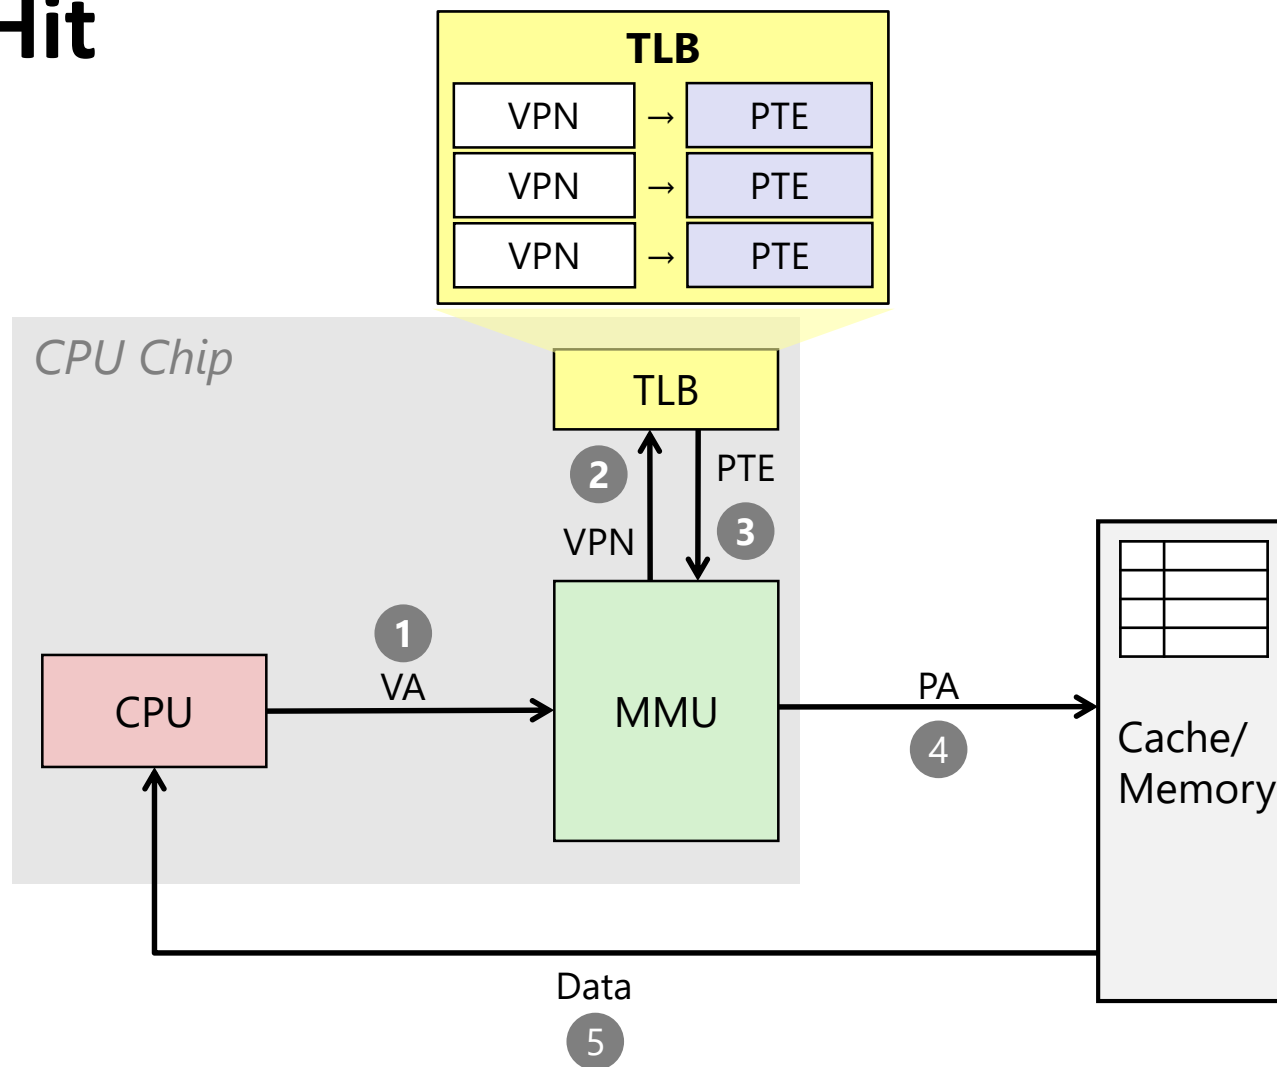 Hit
TLB
VPN → PTE
VPN → PTE
VPN → PTE
CPU Chip
TLB
2
PTE
VPN
3
1
VA
CPU
MMU
PA
4
Cache/
Memory
Data
5